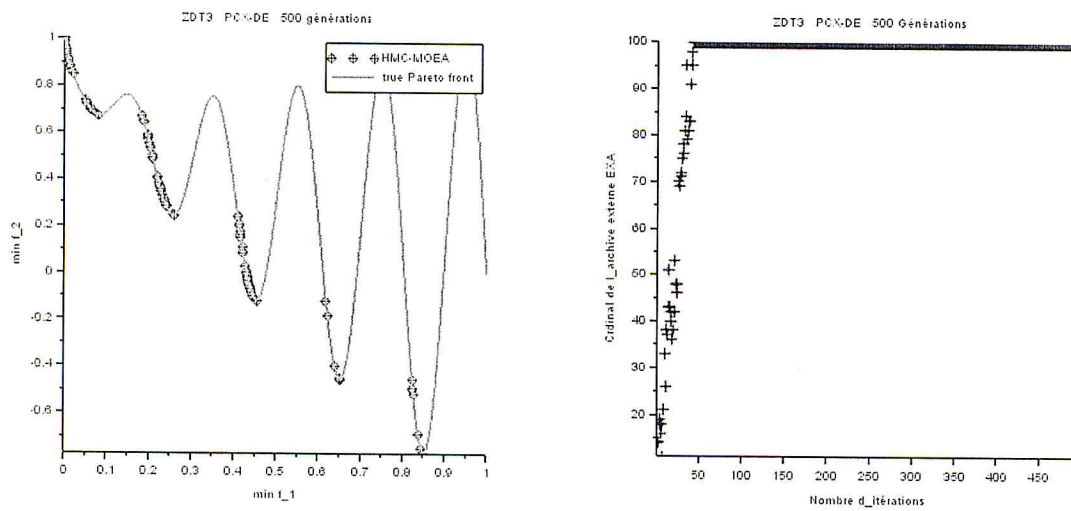 ZDT3 PCX-DE 500 générations
HMC-MOEA
true Pareto front
1
0.8
0.6
0.4
0.2
0
-0.2
-0.4
-0.6
min f_2
0 0.1 0.2 0.3 0.4 0.5 0.6 0.7 0.8 0.9 1
min f_1
ZDT3 PCX-DE 500 Générations
100
90
80
70
60
50
40
30
20
Ordinal de l_archive externe EXA
50 100 150 200 250 300 350 400 450
Nombre d_itérations